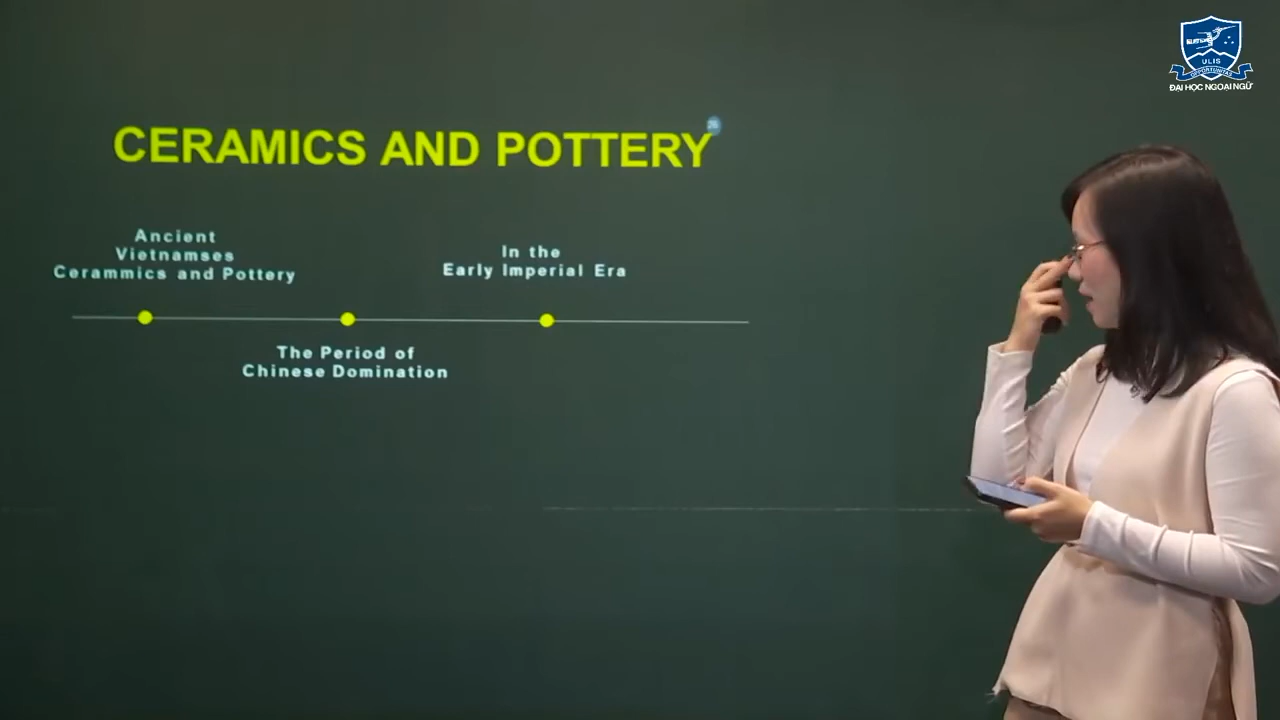 CERAMICS AND POTTERY
Ancient
Vietnamses
Cerammics and Pottery
The Period of
Chinese Domination
In the
Early Imperial Era
ULIS
ĐẠI HỌC NGOẠI NGỮ